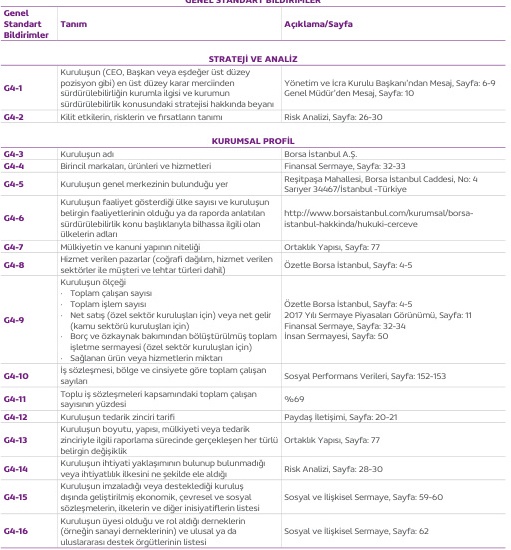 GENEL STANDART BİLDİRİMLER
Genel
Standart
Bildirimler
Tanım
Açıklama/Sayfa
STRATEJİ VE ANALİZ
G4-1
Kuruluşun (CEO, Başkan veya eşdeğer üst düzey
pozisyon gibi) en üst düzey karar merciinden
sürdürülebilirliğin kurumla ilgisi ve kurumun
sürdürülebilirlik konusundaki stratejisi hakkında beyanı
Yönetim ve İcra Kurulu Başkanı'ndan Mesaj, Sayfa: 6-9
Genel Müdür'den Mesaj, Sayfa: 10
G4-2
Kilit etkilerin, risklerin ve fırsatların tanımı
Risk Analizi, Sayfa: 26-30
KURUMSAL PROFİL
G4-3
Kuruluşun adı
Borsa İstanbul A.Ş.
G4-4
Birincil markaları, ürünleri ve hizmetleri
Finansal Sermaye, Sayfa: 32-33
G4-5
Kuruluşun genel merkezinin bulunduğu yer
Reşitpaşa Mahallesi, Borsa İstanbul Caddesi, No: 4
Sarıyer 34467/İstanbul -Türkiye
G4-6
Kuruluşun faaliyet gösterdiği ülke sayısı ve kuruluşun
belirgin faaliyetlerinin olduğu ya da raporda anlatılan
sürdürülebilirlik konu başlıklarıyla bilhassa ilgili olan
ülkelerin adları
http://www.borsaistanbul.com/kurumsal/borsa-
istanbul-hakkinda/hukuki-cerceve
G4-7
Mülkiyetin ve kanuni yapının niteliği
Ortaklık Yapısı, Sayfa: 77
G4-8
Hizmet verilen pazarlar (coğrafi dağılım, hizmet verilen
sektörler ile müşteri ve lehtar türleri dahil)
Özetle Borsa İstanbul, Sayfa: 4-5
G4-9
Kuruluşun ölçeği
· Toplam çalışan sayısı
· Toplam işlem sayısı
· Net satış (özel sektör kuruluşları için) veya net gelir
(kamu sektörü kuruluşları için)
· Borç ve özkaynak bakımından bölüştürülmüş toplam
işletme sermayesi (özel sektör kuruluşları için)
· Sağlanan ürün veya hizmetlerin miktarı
Özetle Borsa İstanbul, Sayfa: 4-5
2017 Yılı Sermaye Piyasaları Görünümü, Sayfa: 11
Finansal Sermaye, Sayfa: 32-34
İnsan Sermayesi, Sayfa: 50
G4-10
İş sözleşmesi, bölge ve cinsiyete göre toplam çalışan
sayıları
Sosyal Performans Verileri, Sayfa: 152-153
G4-11
Toplu iş sözleşmeleri kapsamındaki toplam çalışan
sayısının yüzdesi
%69
G4-12
Kuruluşun tedarik zinciri tarifi
Paydaş İletişimi, Sayfa: 20-21
G4-13
Kuruluşun boyutu, yapısı, mülkiyeti veya tedarik
zinciriyle ilgili raporlama sürecinde gerçekleşen her türlü
belirgin değişiklik
Ortaklık Yapısı, Sayfa: 77
G4-14
Kuruluşun ihtiyati yaklaşımının bulunup bulunmadığı
veya ihtiyatlılık ilkesini ne şekilde ele aldığı
Risk Analizi, Sayfa: 28-30
G4-15
Kuruluşun imzaladığı veya desteklediği kuruluş
dışında geliştirilmiş ekonomik, çevresel ve sosyal
sözleşmelerin, ilkelerin ve diğer inisiyatiflerin listesi
Sosyal ve İlişkisel Sermaye, Sayfa: 59-60
G4-16
Kuruluşun üyesi olduğu ve rol aldığı derneklerin
(örneğin sanayi derneklerinin) ve ulusal ya da
uluslararası destek örgütlerinin listesi
Sosyal ve İlişkisel Sermaye, Sayfa: 62